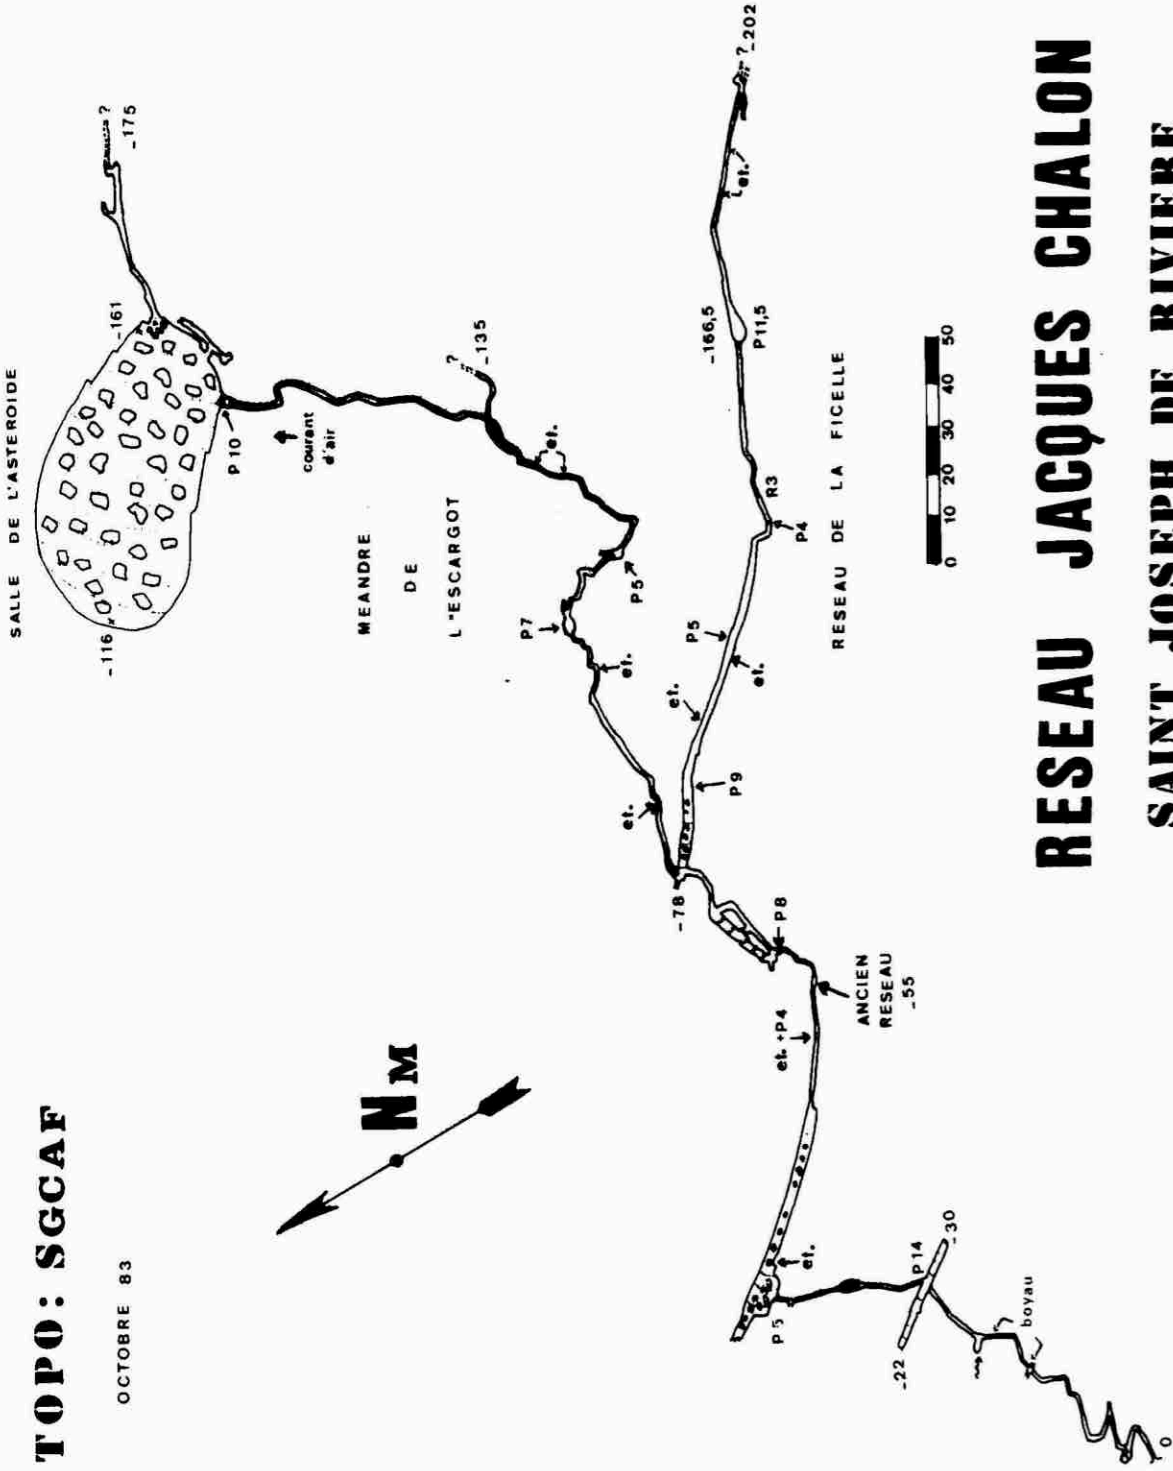 TOPO: SGCAF
OCTOBRE 83
NM
SALLE DE L'ASTEROIDE
-116
-161
-175
?
P10
courant
d'air
MEANDRE
DE
L'ESCARGOT
?
-135
et.
P5
P7
et.
et.
-78
P9
et.
P5
et.
P4
R3
-166,5
P11,5
et.
? -202
RESEAU DE LA FICELLE
P8
ANCIEN
RESEAU
-55
et. +P4
et.
P5
P14
-30
-22
boyau
0
0 10 20 30 40 50
RESEAU JACQUES CHALON
SAINT JOSEPH DE RIVIERE